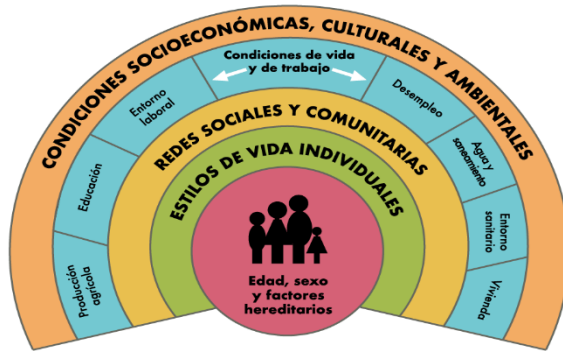 CONDICIONES SOCIOECONÓMICAS, CULTURALES Y AMBIENTALES
Condiciones de vida
y de trabajo
Producción
agrícola
Educación
Entorno
laboral
Desempleo
Agua y
saneamiento
Entorno
sanitario
Vivienda
REDES SOCIALES Y COMUNITARIAS
ESTILOS DE VIDA INDIVIDUALES
Edad, sexo
y factores
hereditarios